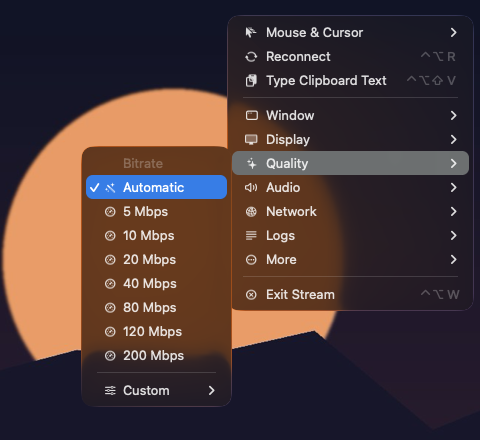 Mouse & Cursor
Reconnect ⌃⌥R
Type Clipboard Text ⌃⌥⇧V
Window
Display
Quality
Audio
Network
Logs
More
Exit Stream ⌃⌥W
Bitrate
Automatic
5 Mbps
10 Mbps
20 Mbps
40 Mbps
80 Mbps
120 Mbps
200 Mbps
Custom